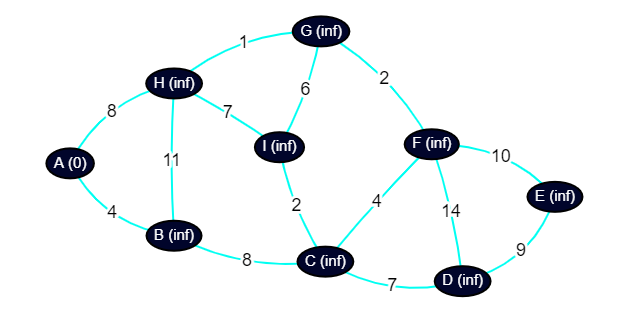 G (inf)
1
2
H (inf)
6
8
7
I (inf)
F (inf)
10
A (0)
11
E (inf)
4
2
4
14
B (inf)
8
C (inf)
9
7
D (inf)